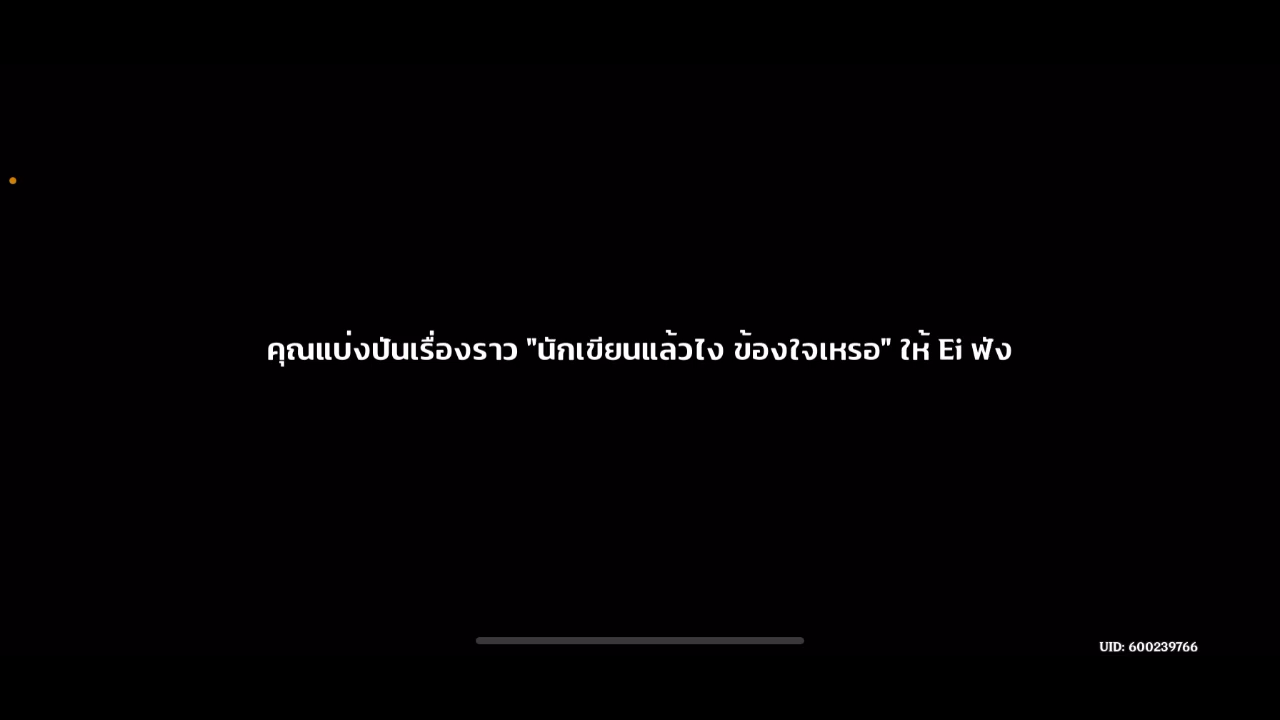 คุณแบ่งปันเรื่องราว "นักเขียนแล้วไง ข้องใจเหรอ" ให้ Ei ฟัง
UID: 600239766